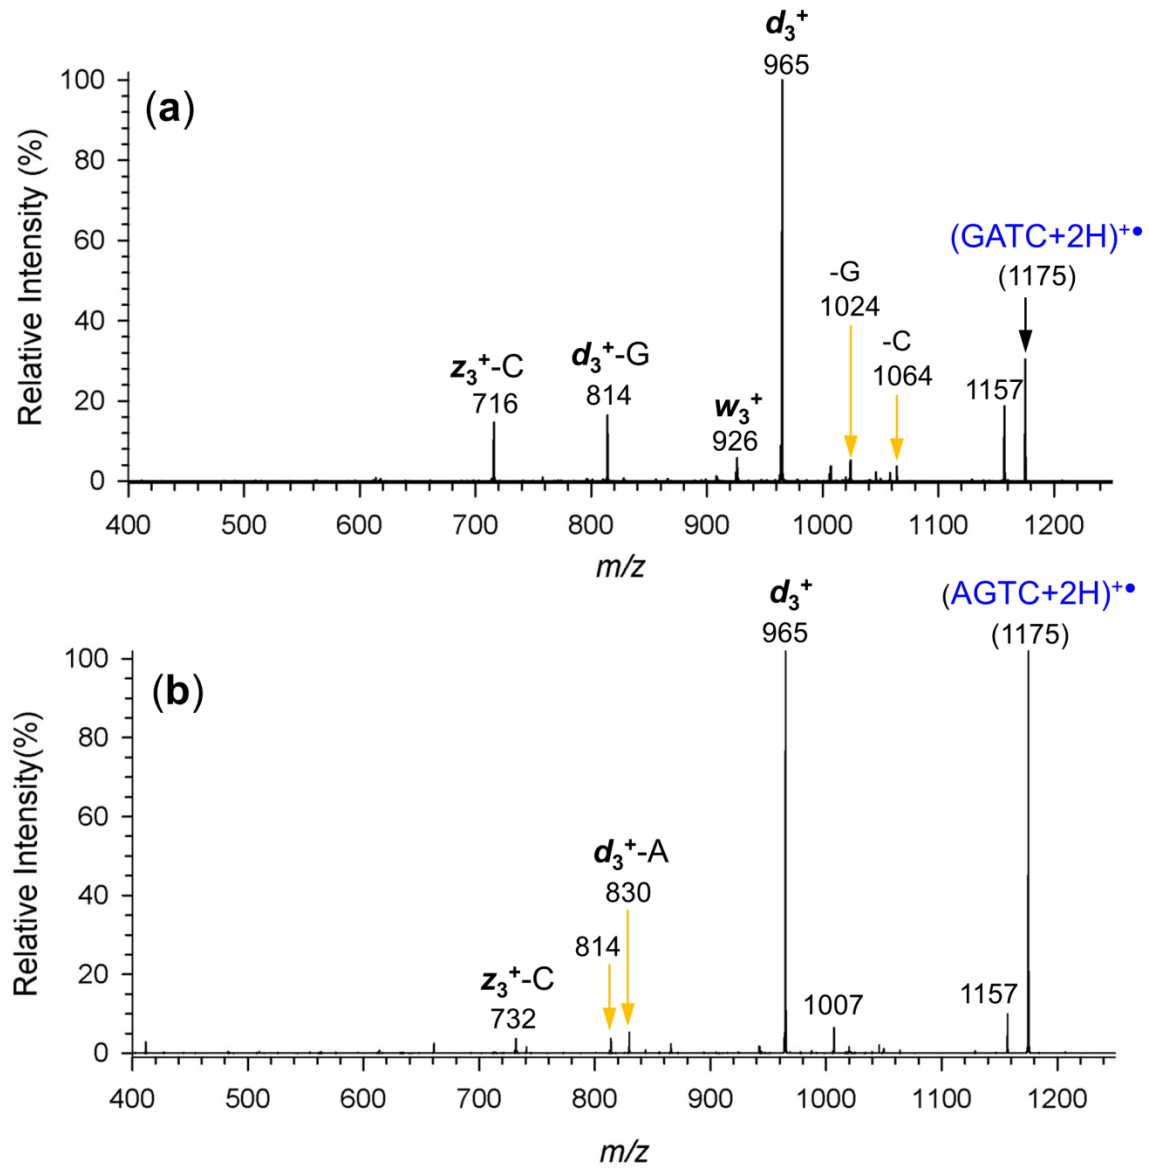 (a)
d₃⁺
965
(GATC+2H)⁺•
(1175)
-G
1024
-C
1064
1157
d₃⁺-G
814
z₃⁺-C
716
w₃⁺
926
Relative Intensity (%)
100
80
60
40
20
0
400 500 600 700 800 900 1000 1100 1200
m/z
(b)
d₃⁺
965
(AGTC+2H)⁺•
(1175)
d₃⁺-A
830
814
z₃⁺-C
732
1007
1157
Relative Intensity(%)
100
80
60
40
20
0
400 500 600 700 800 900 1000 1100 1200
m/z